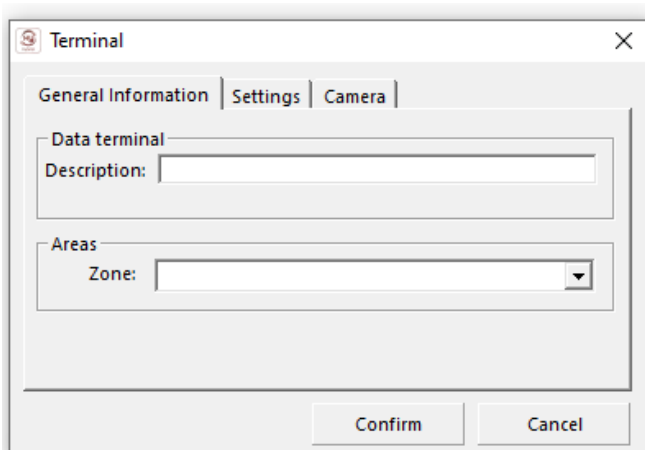 Terminal
General Information Settings Camera
Data terminal
Description:
Areas
Zone:
Confirm Cancel